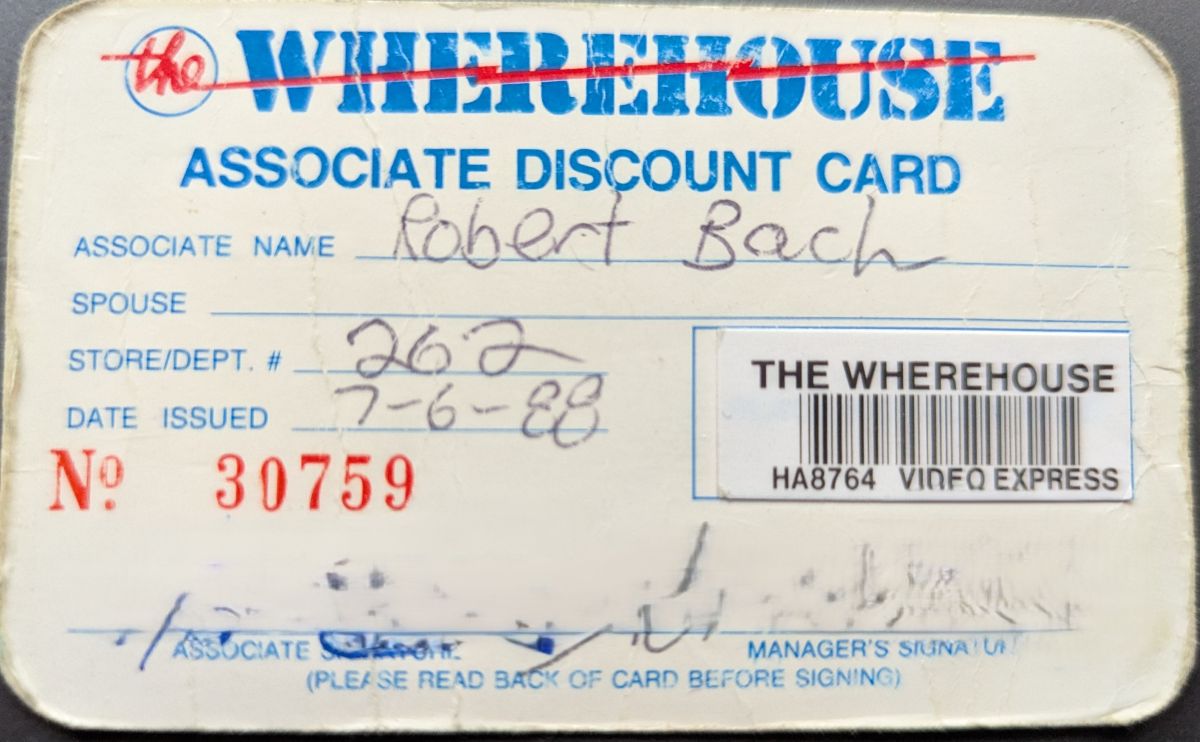 the WHEREHOUSE
ASSOCIATE DISCOUNT CARD
ASSOCIATE NAME Robert Bach
SPOUSE
STORE/DEPT. # 262
DATE ISSUED 7-6-88
Nº 30759
THE WHEREHOUSE
HA8764 VIDEO EXPRESS
ASSOCIATE
MANAGER'S SIGNATURE
(PLEASE READ BACK OF CARD BEFORE SIGNING)